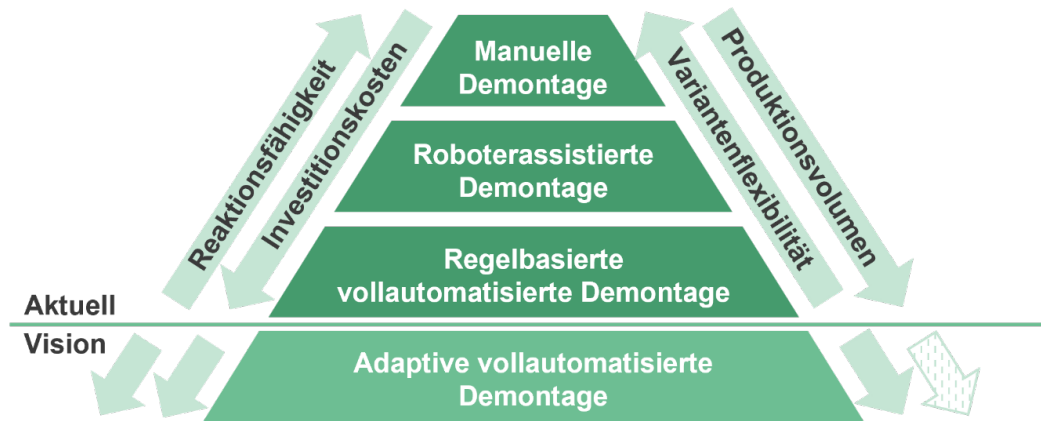 Manuelle
Demontage
Roboterassistierte
Demontage
Regelbasierte
vollautomatisierte Demontage
Adaptive vollautomatisierte
Demontage
Reaktionsfähigkeit
Investitionskosten
Variantenflexibilität
Produktionsvolumen
Aktuell
Vision